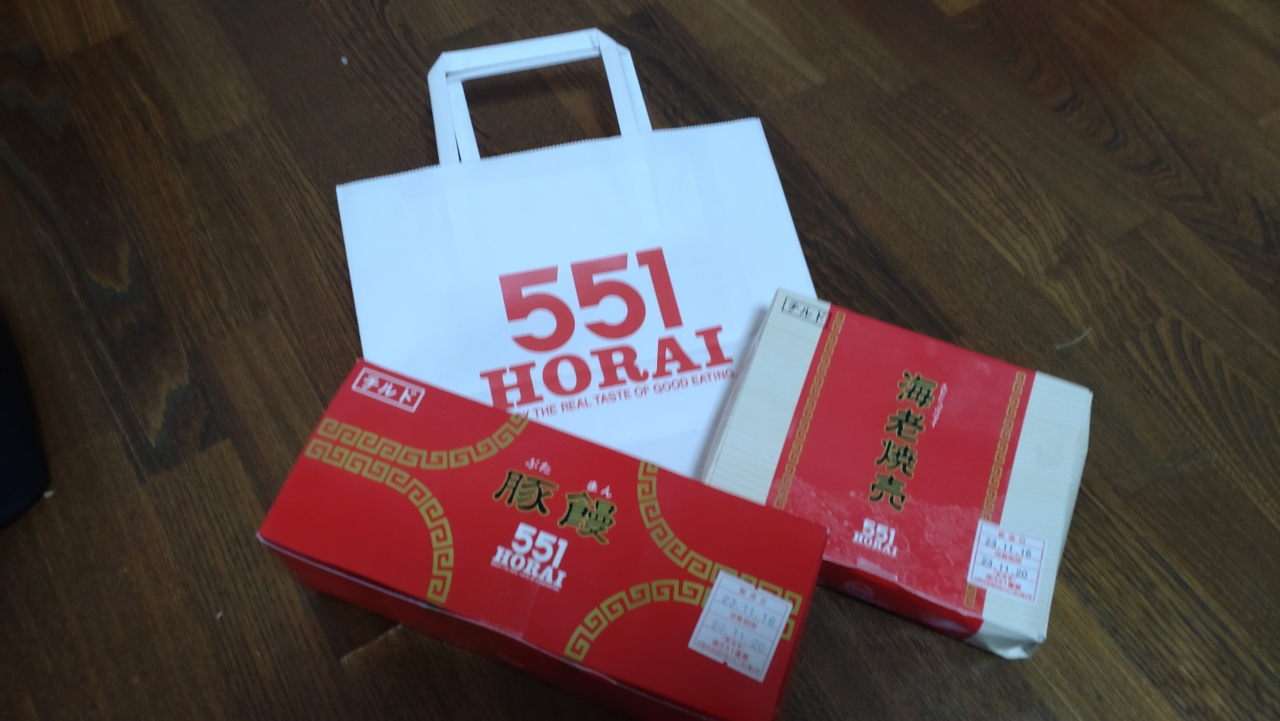 551
HORAI
THE REAL TASTE OF GOOD EATING
チルド
海老焼売
551
HORAI
23.11.16
23.11.20
チルド
ぶた まん
豚饅
551
HORAI
23.11.16
23.11.20